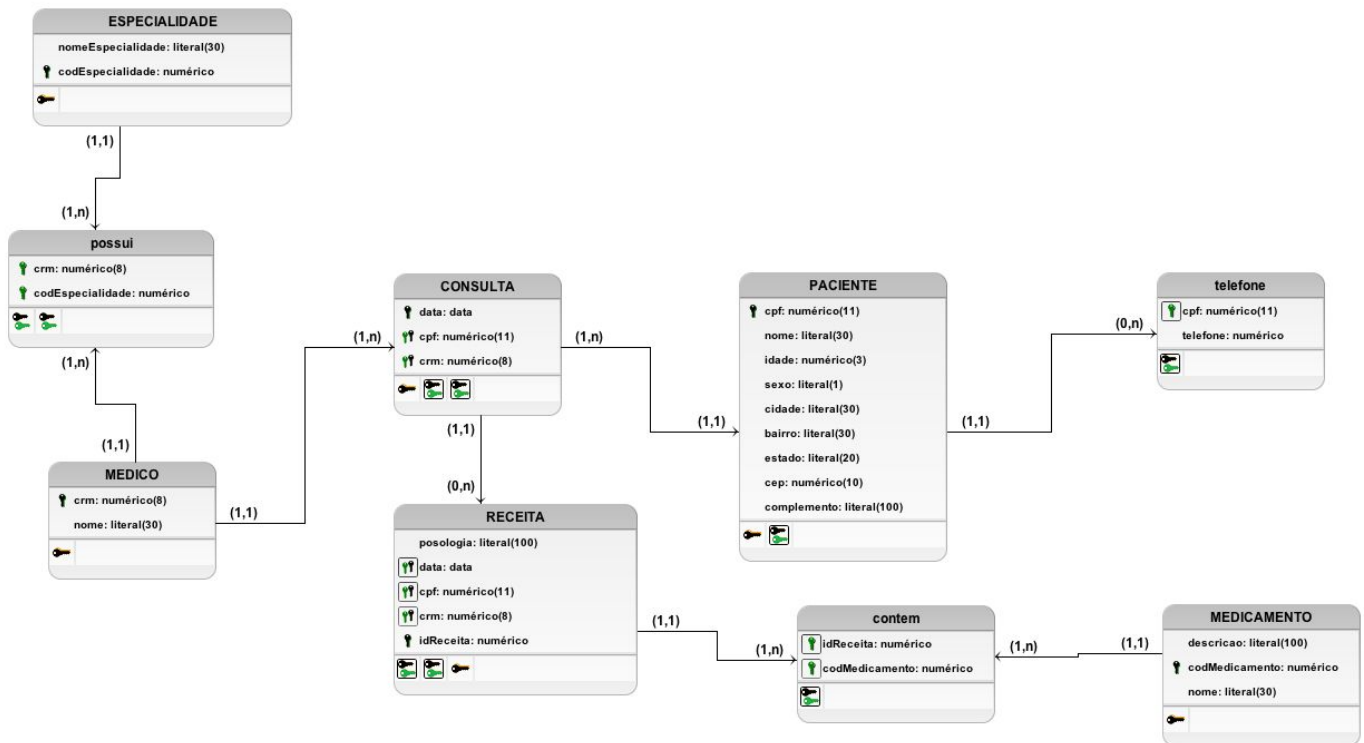 ESPECIALIDADE
nomeEspecialidade: literal(30)
codEspecialidade: numérico
(1,1)
(1,n)
possui
crm: numérico(8)
codEspecialidade: numérico
(1,n)
(1,1)
MEDICO
crm: numérico(8)
nome: literal(30)
(1,1)
(1,n)
CONSULTA
data: data
cpf: numérico(11)
crm: numérico(8)
(1,n)
(1,1)
(1,1)
(0,n)
RECEITA
posologia: literal(100)
data: data
cpf: numérico(11)
crm: numérico(8)
idReceita: numérico
(1,1)
(1,n)
PACIENTE
cpf: numérico(11)
nome: literal(30)
idade: numérico(3)
sexo: literal(1)
cidade: literal(30)
bairro: literal(30)
estado: literal(20)
cep: numérico(10)
complemento: literal(100)
(1,1)
(0,n)
telefone
cpf: numérico(11)
telefone: numérico
contem
idReceita: numérico
codMedicamento: numérico
(1,n)
(1,1)
MEDICAMENTO
descricao: literal(100)
codMedicamento: numérico
nome: literal(30)